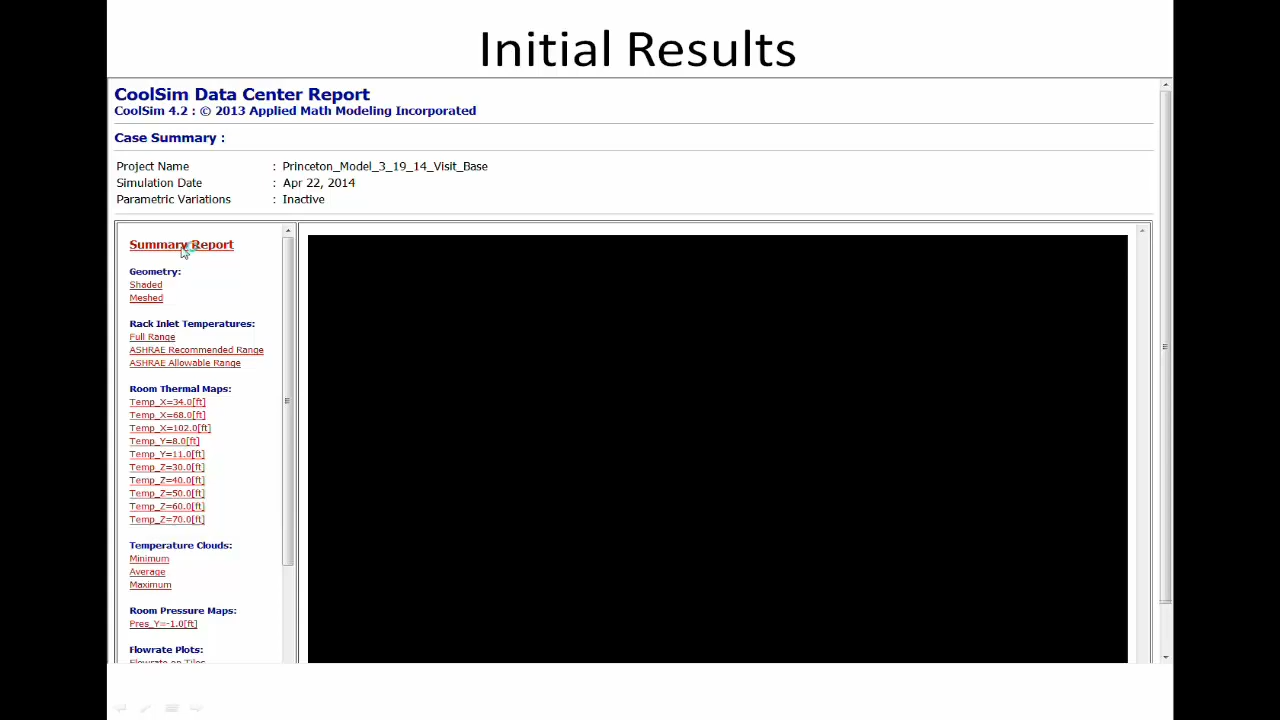 Initial Results
CoolSim Data Center Report
CoolSim 4.2 : © 2013 Applied Math Modeling Incorporated
Case Summary :
Project Name : Princeton_Model_3_19_14_Visit_Base
Simulation Date : Apr 22, 2014
Parametric Variations : Inactive
Summary Report
Geometry:
Shaded
Meshed
Rack Inlet Temperatures:
Full Range
ASHRAE Recommended Range
ASHRAE Allowable Range
Room Thermal Maps:
Temp_X=34.0[ft]
Temp_X=68.0[ft]
Temp_X=102.0[ft]
Temp_Y=8.0[ft]
Temp_Y=11.0[ft]
Temp_Z=30.0[ft]
Temp_Z=40.0[ft]
Temp_Z=50.0[ft]
Temp_Z=60.0[ft]
Temp_Z=70.0[ft]
Temperature Clouds:
Minimum
Average
Maximum
Room Pressure Maps:
Pres_Y=-1.0[ft]
Flowrate Plots:
Flowrate on Tiles